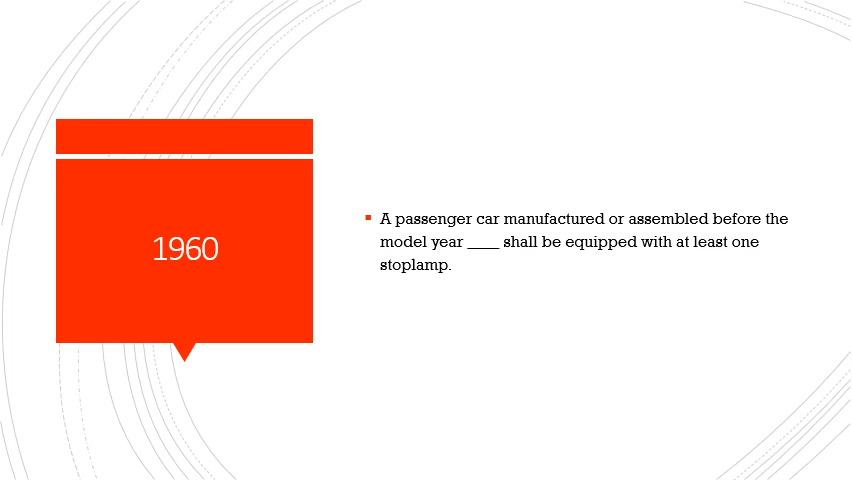 1960
▪ A passenger car manufactured or assembled before the
model year ____ shall be equipped with at least one
stoplamp.